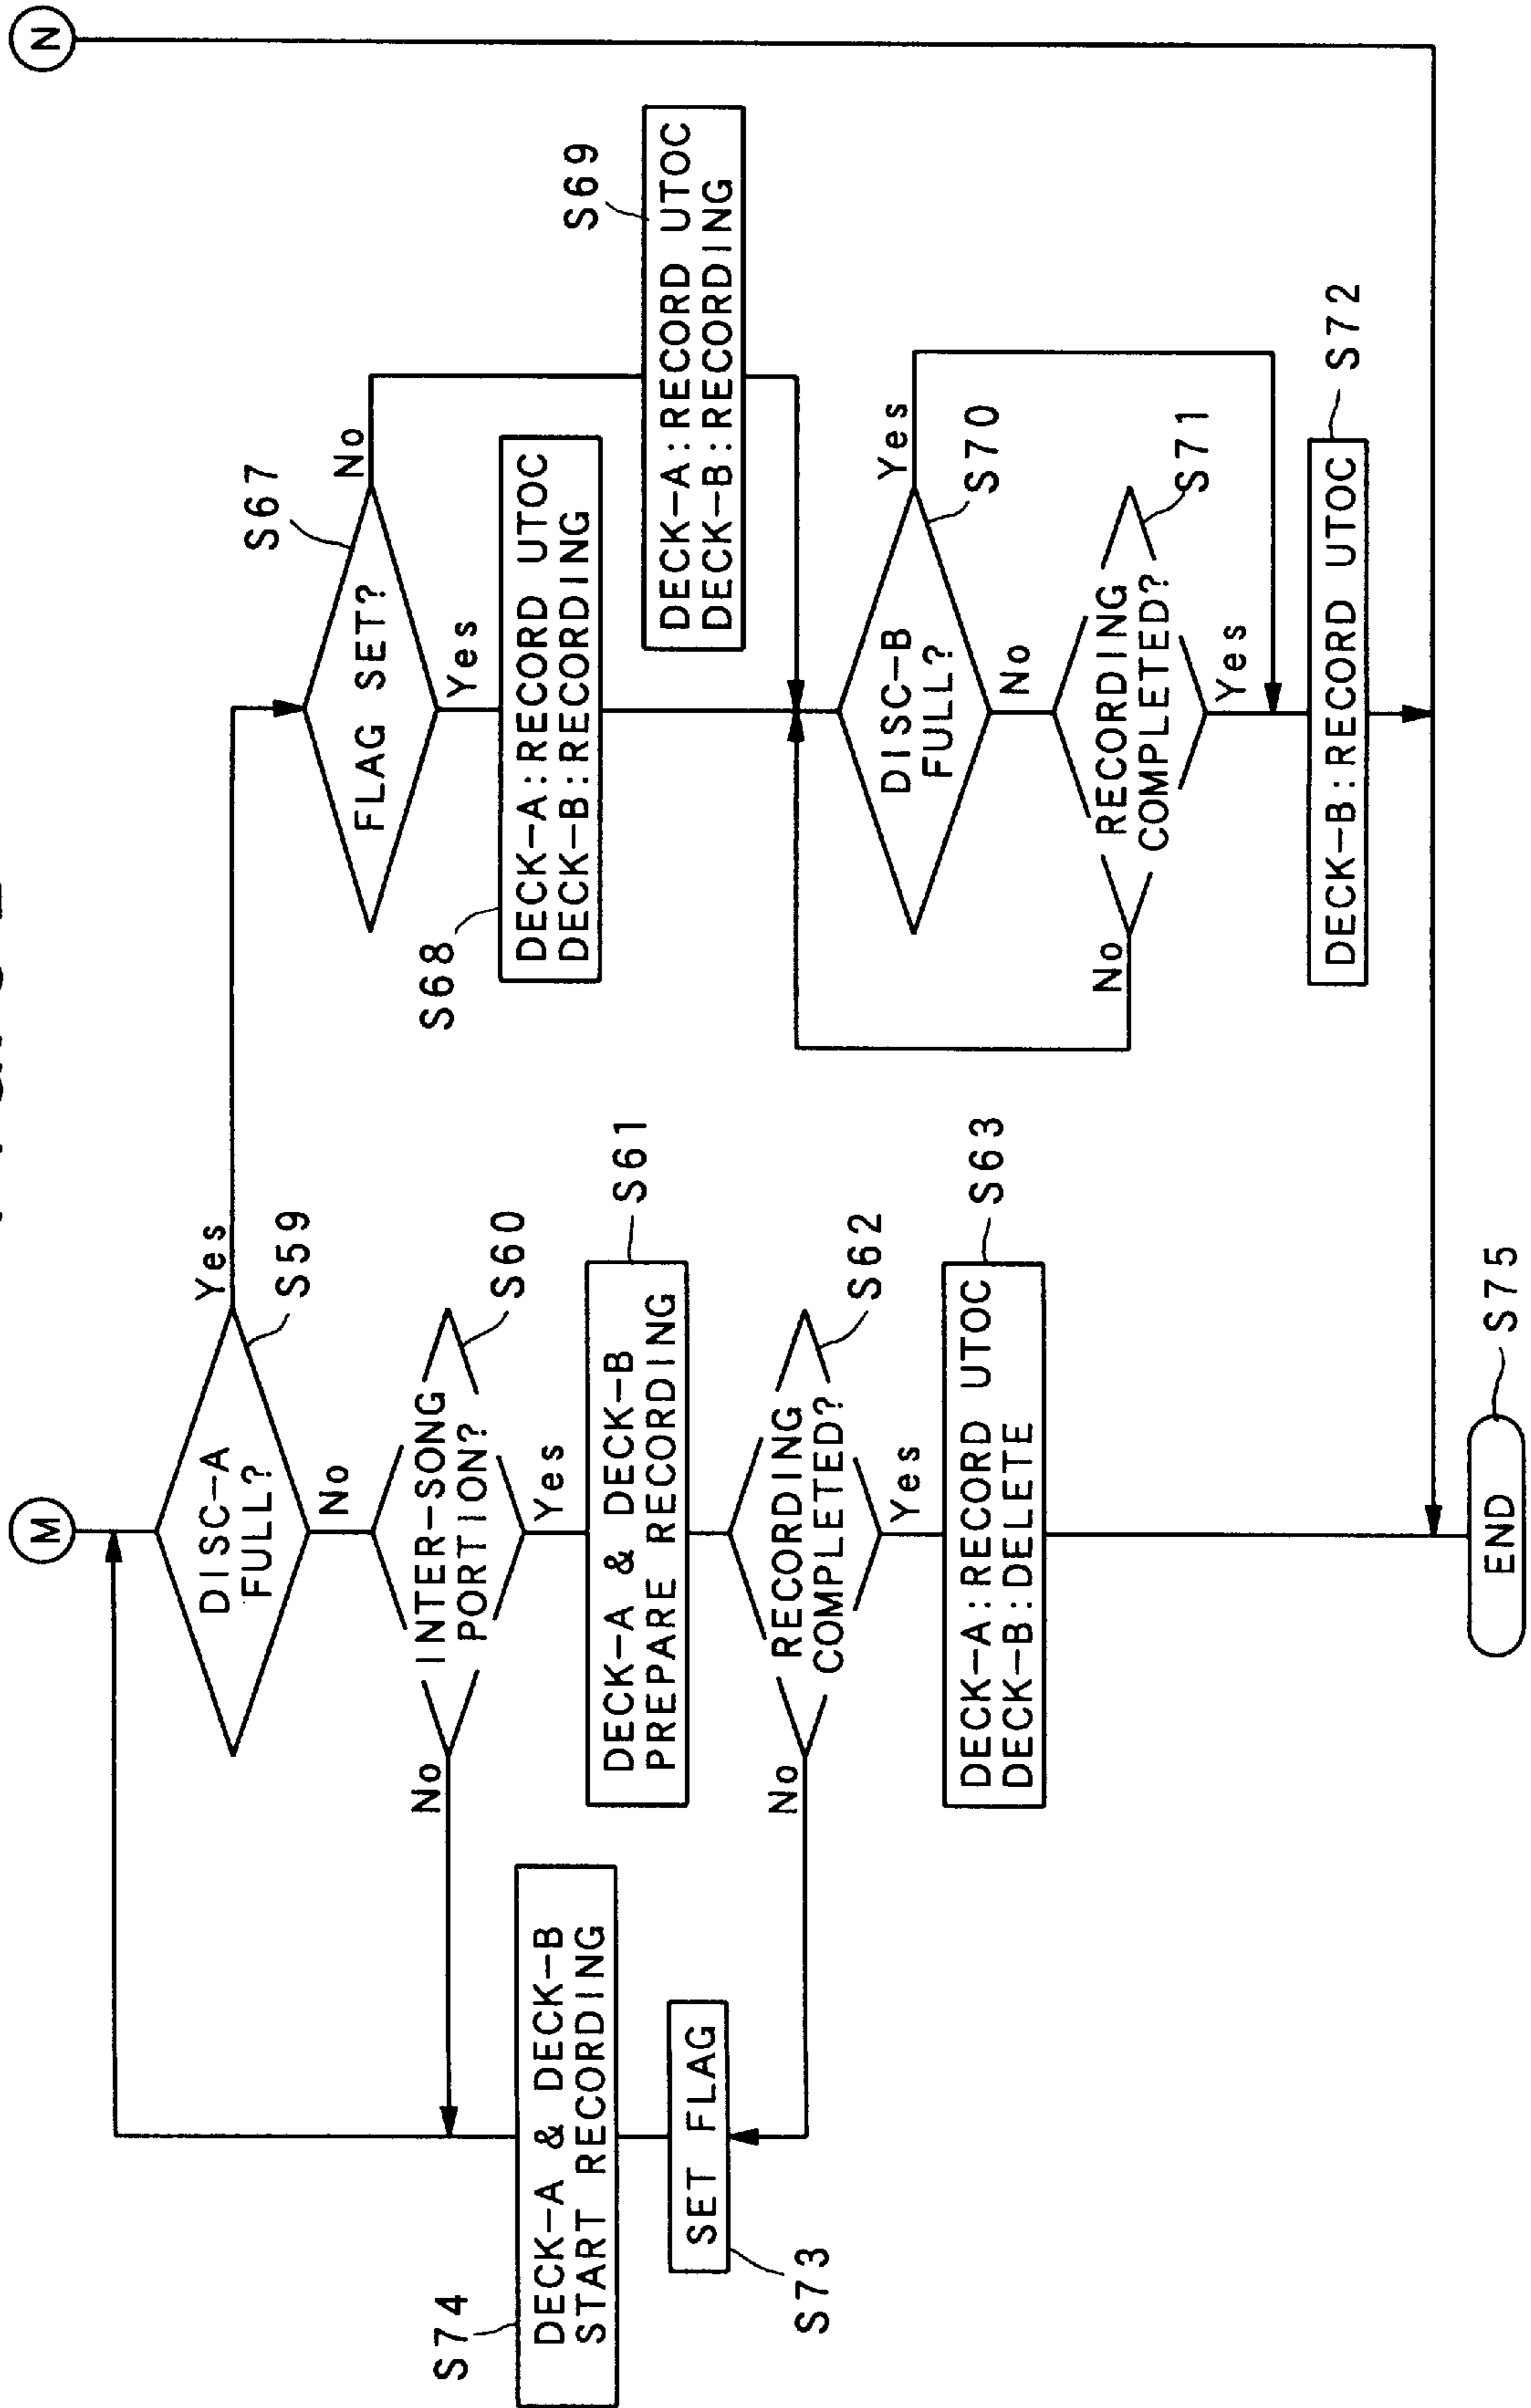 M
N
DISC-A
FULL?
Yes
S59
No
INTER-SONG
PORTION?
S60
No
Yes
DECK-A & DECK-B
PREPARE RECORDING
S61
RECORDING
COMPLETED?
S62
No
Yes
DECK-A:RECORD UTOC
DECK-B:DELETE
S63
S74
DECK-A & DECK-B
START RECORDING
SET FLAG
S73
FLAG SET?
S67
No
Yes
S68
DECK-A:RECORD UTOC
DECK-B:RECORDING
S69
DECK-A:RECORD UTOC
DECK-B:RECORDING
DISC-B
FULL?
Yes
S70
No
RECORDING
COMPLETED?
S71
No
Yes
DECK-B:RECORD UTOC
S72
END
S75